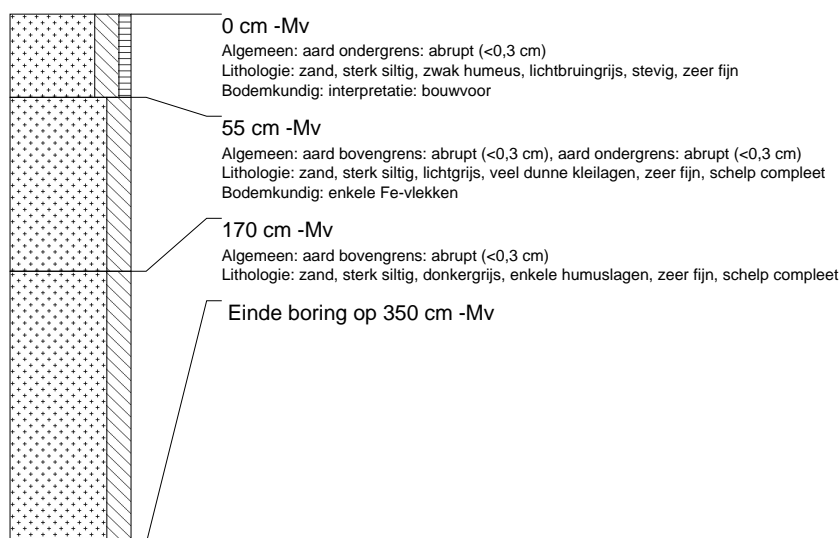 0 cm -Mv
Algemeen: aard ondergrens: abrupt (<0,3 cm)
Lithologie: zand, sterk siltig, zwak humeus, lichtbruingrijs, stevig, zeer fijn
Bodemkundig: interpretatie: bouwvoor
55 cm -Mv
Algemeen: aard bovengrens: abrupt (<0,3 cm), aard ondergrens: abrupt (<0,3 cm)
Lithologie: zand, sterk siltig, lichtgrijs, veel dunne kleilagen, zeer fijn, schelp compleet
Bodemkundig: enkele Fe-vlekken
170 cm -Mv
Algemeen: aard bovengrens: abrupt (<0,3 cm)
Lithologie: zand, sterk siltig, donkergrijs, enkele humuslagen, zeer fijn, schelp compleet
Einde boring op 350 cm -Mv